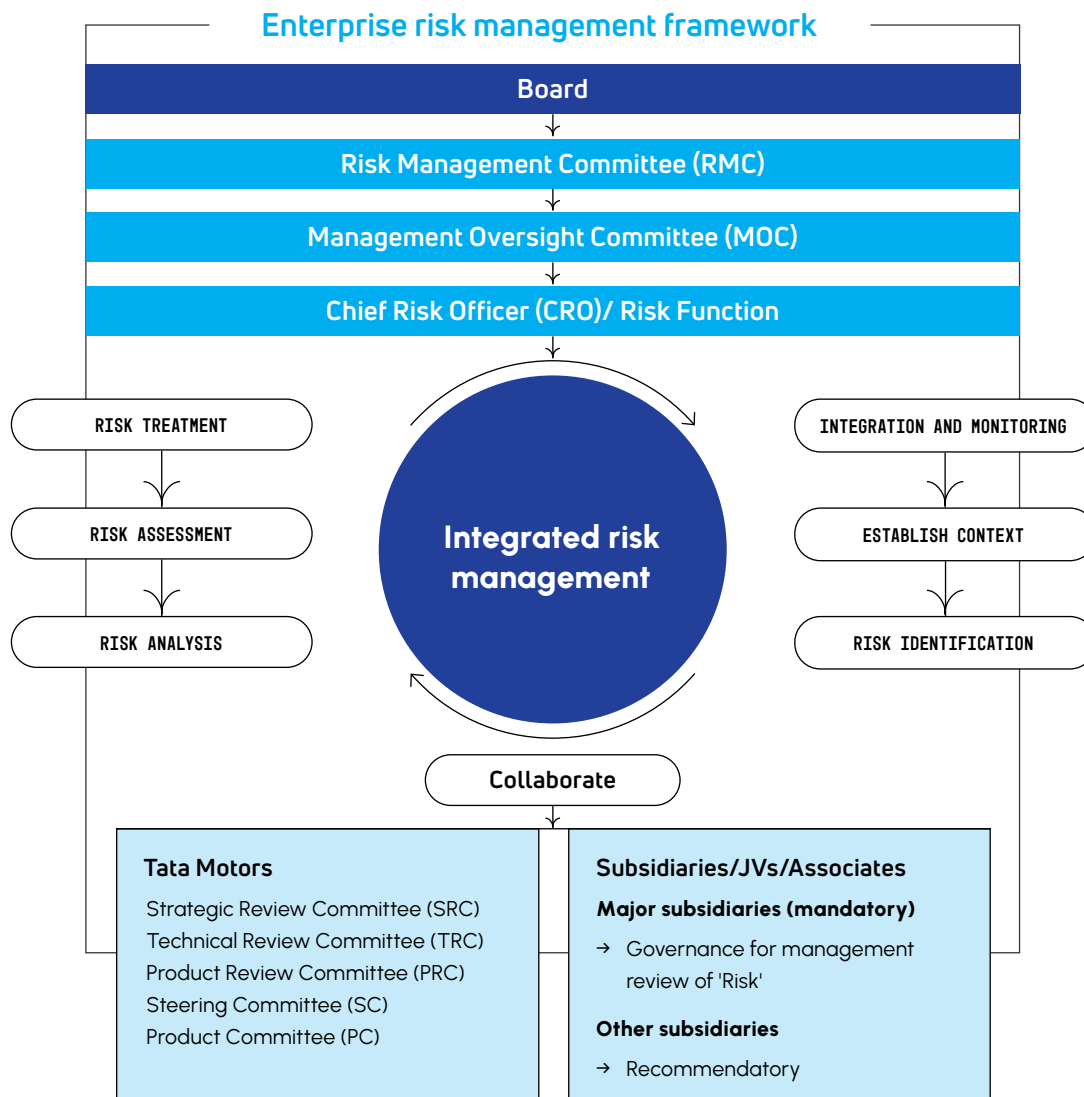 Enterprise risk management framework
Board
Risk Management Committee (RMC)
Management Oversight Committee (MOC)
Chief Risk Officer (CRO)/ Risk Function
RISK TREATMENT
RISK ASSESSMENT
RISK ANALYSIS
Integrated risk
management
INTEGRATION AND MONITORING
ESTABLISH CONTEXT
RISK IDENTIFICATION
Collaborate
Tata Motors
Strategic Review Committee (SRC)
Technical Review Committee (TRC)
Product Review Committee (PRC)
Steering Committee (SC)
Product Committee (PC)
Subsidiaries/JVs/Associates
Major subsidiaries (mandatory)
→ Governance for management
review of 'Risk'
Other subsidiaries
→ Recommendatory